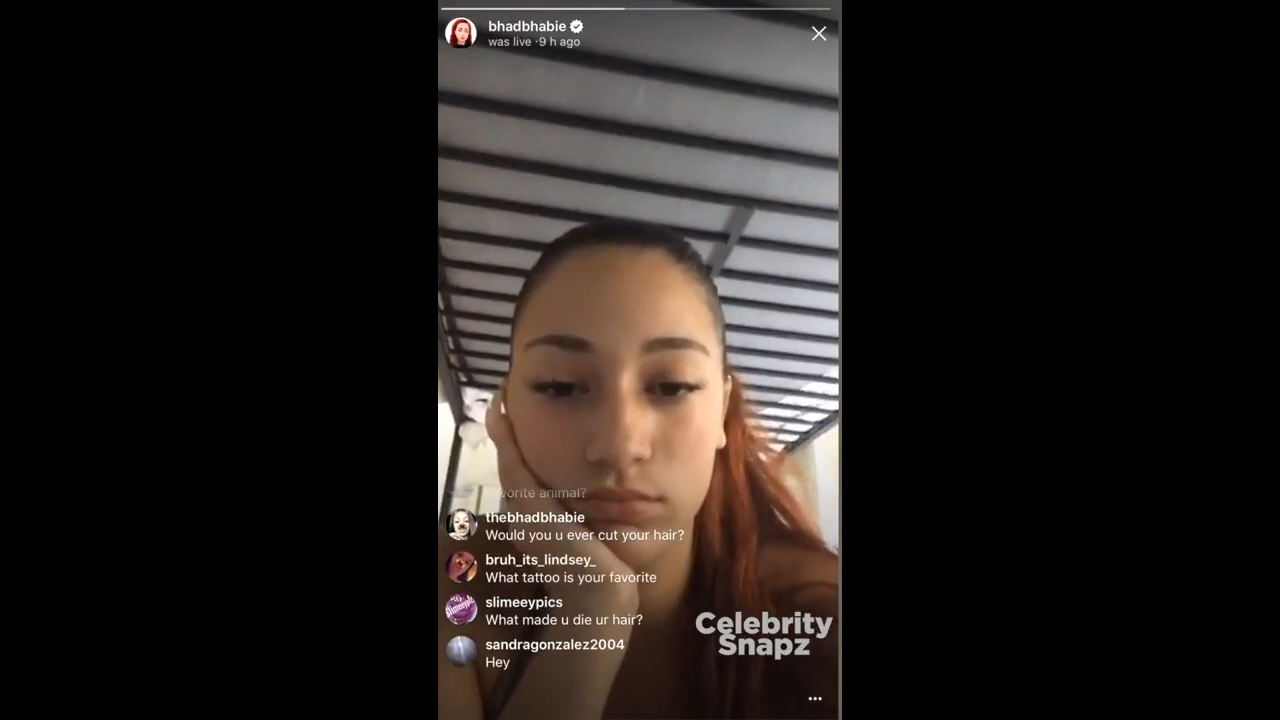 bhadbhabie
was live · 9 h ago
vorite animal?
thebhadbhabie
Would you u ever cut your hair?
bruh_its_lindsey_
What tattoo is your favorite
slimeeypics
What made u die ur hair?
sandragonzalez2004
Hey
Celebrity
Snapz